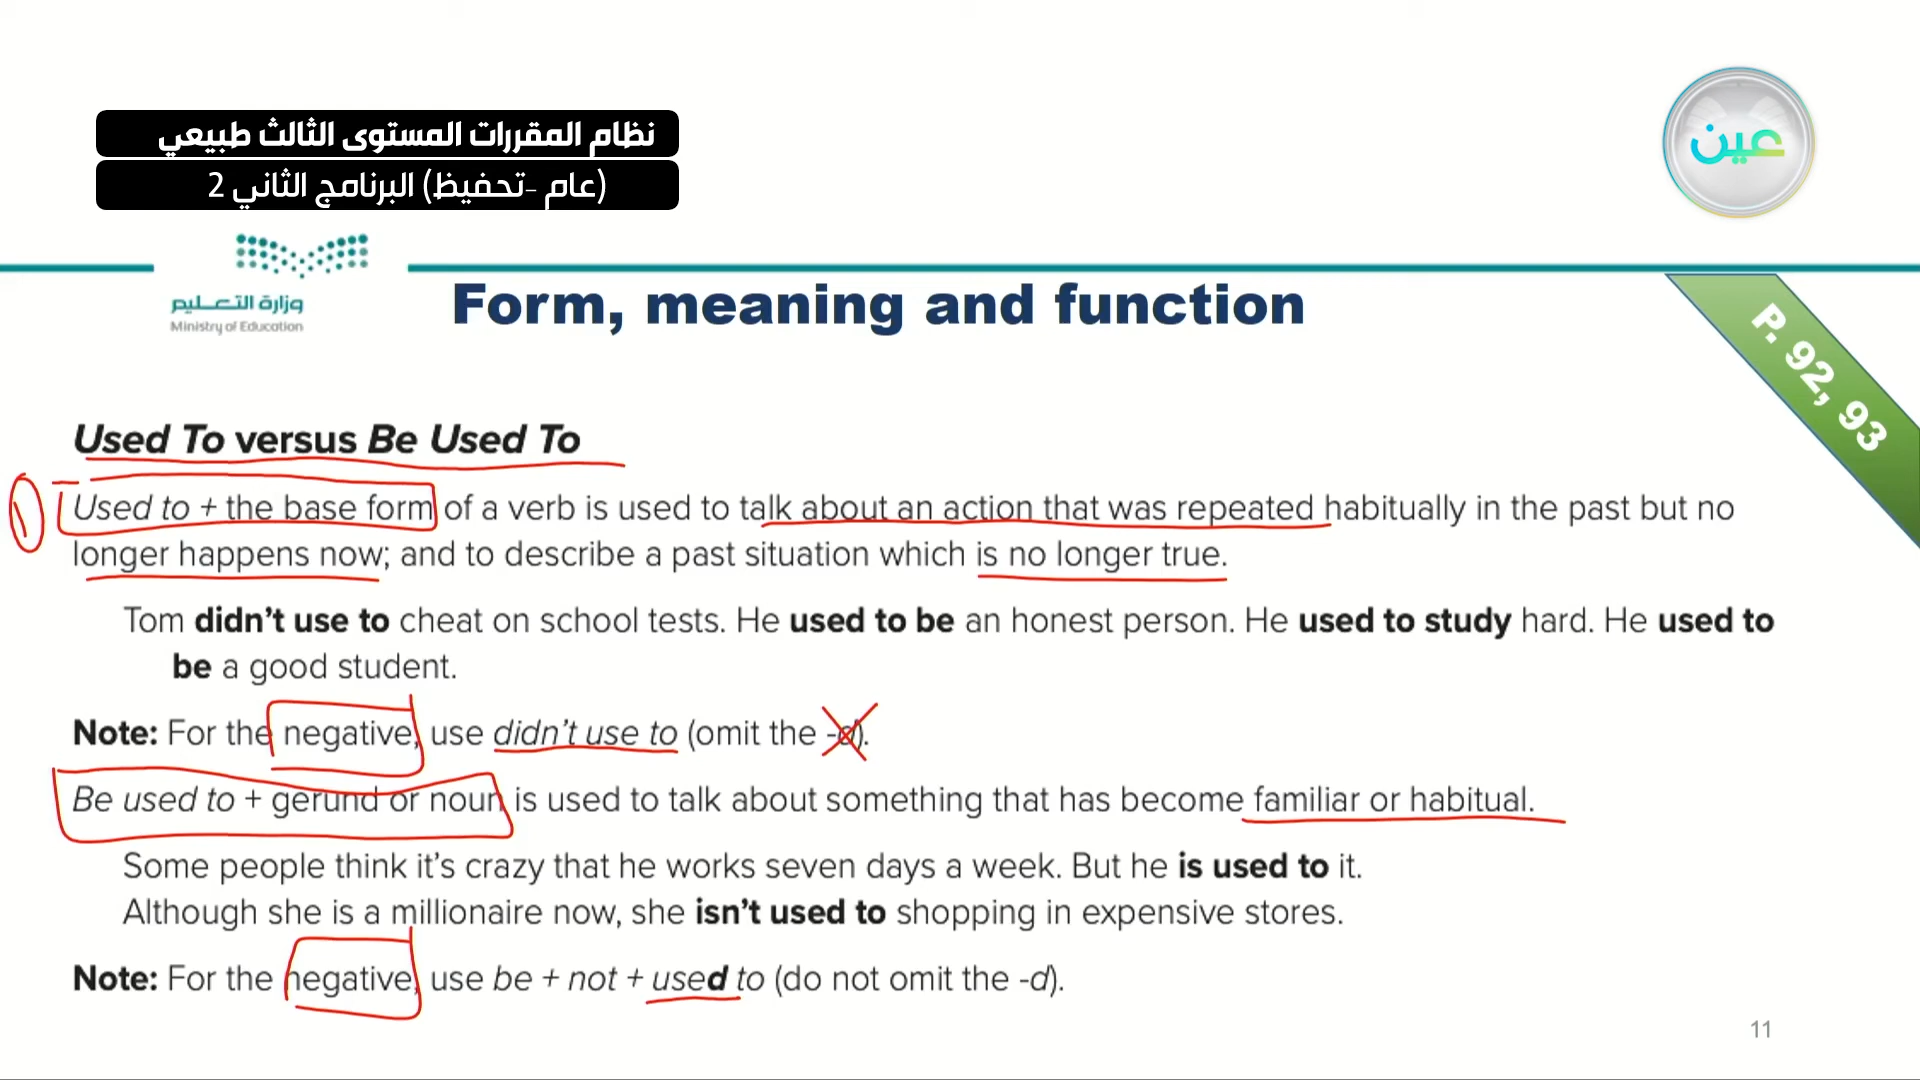 نظام المقررات المستوى الثالث طبيعي
(عام -تحفيظ) البرنامج الثاني 2
عين
وزارة التعليم
Ministry of Education
Form, meaning and function
P. 92, 93
Used To versus Be Used To
1
Used to + the base form of a verb is used to talk about an action that was repeated habitually in the past but no
longer happens now; and to describe a past situation which is no longer true.
Tom didn’t use to cheat on school tests. He used to be an honest person. He used to study hard. He used to
be a good student.
Note: For the negative, use didn’t use to (omit the -d).
Be used to + gerund or noun is used to talk about something that has become familiar or habitual.
Some people think it’s crazy that he works seven days a week. But he is used to it.
Although she is a millionaire now, she isn’t used to shopping in expensive stores.
Note: For the negative, use be + not + used to (do not omit the -d).
11